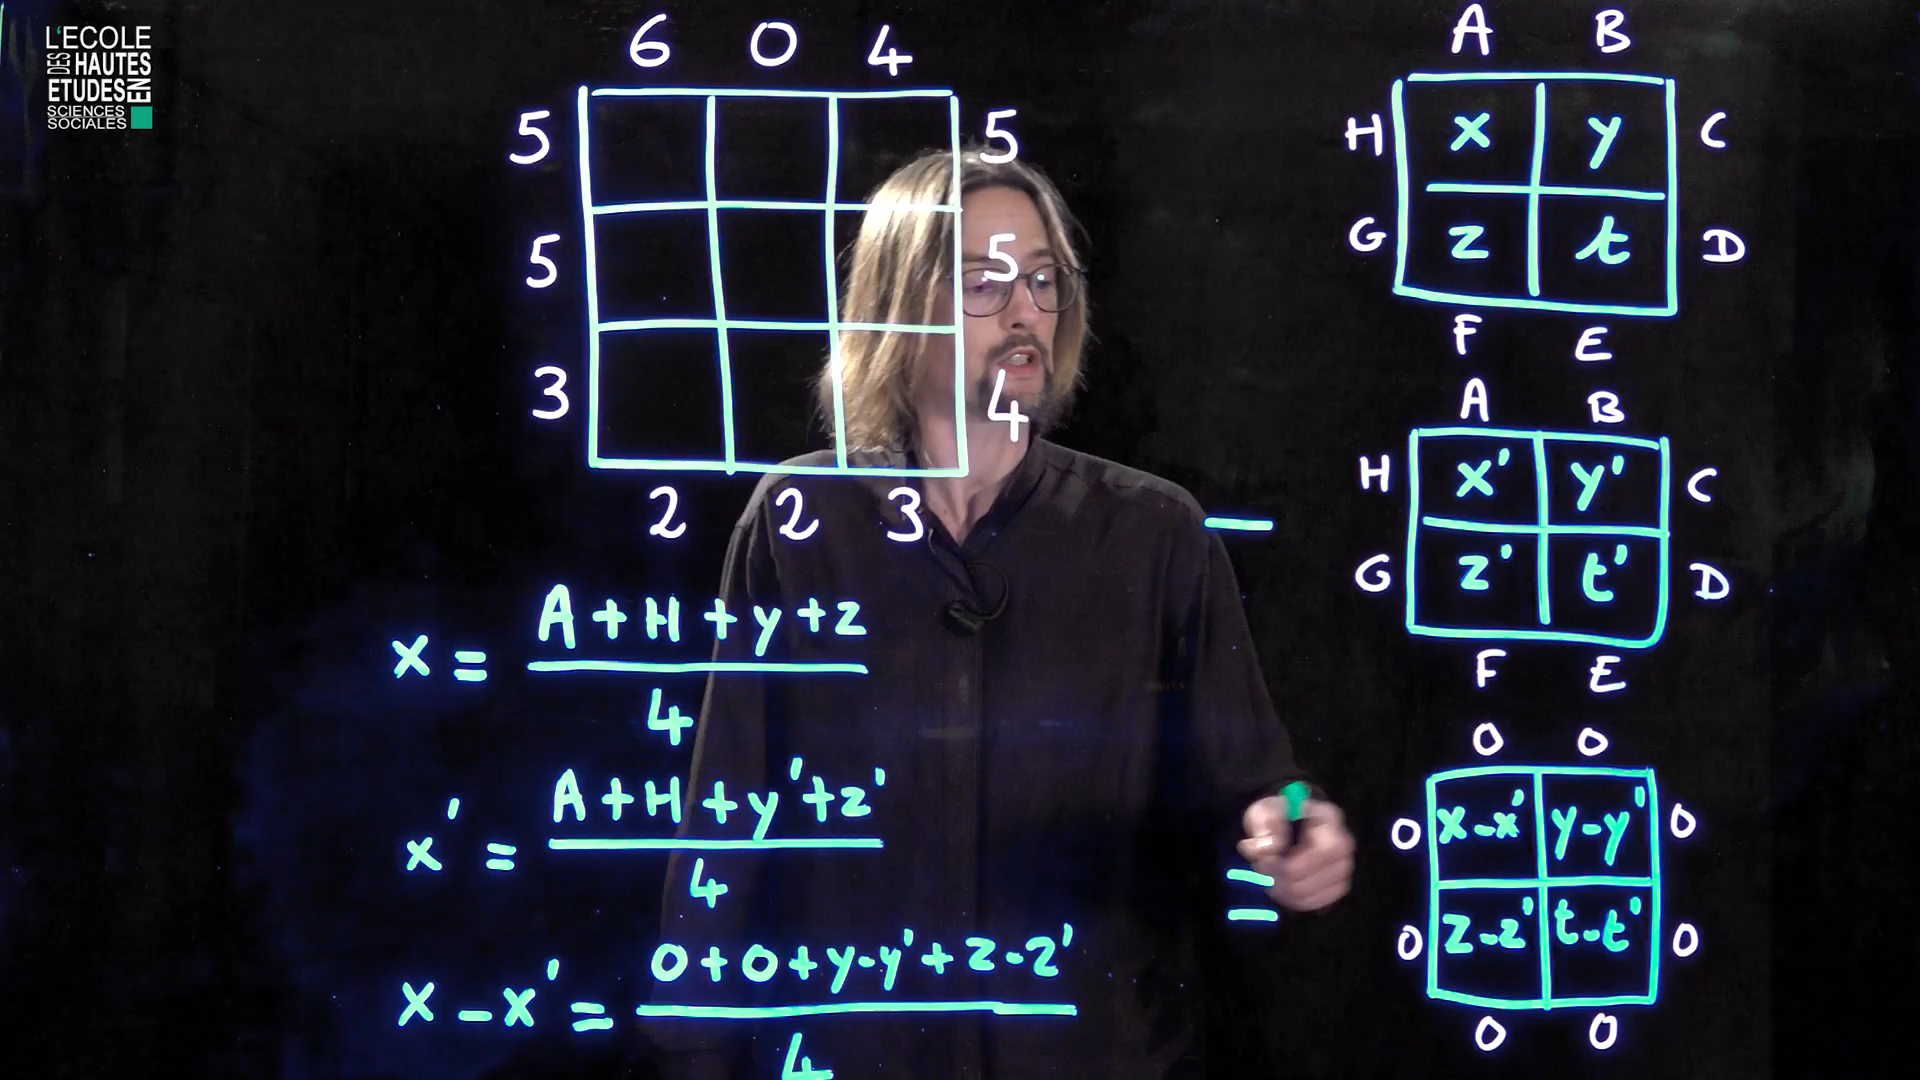 L'ECOLE
DES HAUTES
ETUDES EN
SCIENCES
SOCIALES
6 0 4
5 5
5 5
3 4
2 2 3
x = A + H + y + z
4
x' = A + H + y' + z'
4
x - x' = 0 + 0 + y - y' + z - z'
4
A B
H x y C
G z t D
F E
A B
H x' y' C
G z' t' D
F E
0 0
0 x - x' y - y' 0
0 z - z' t - t' 0
0 0
—
=